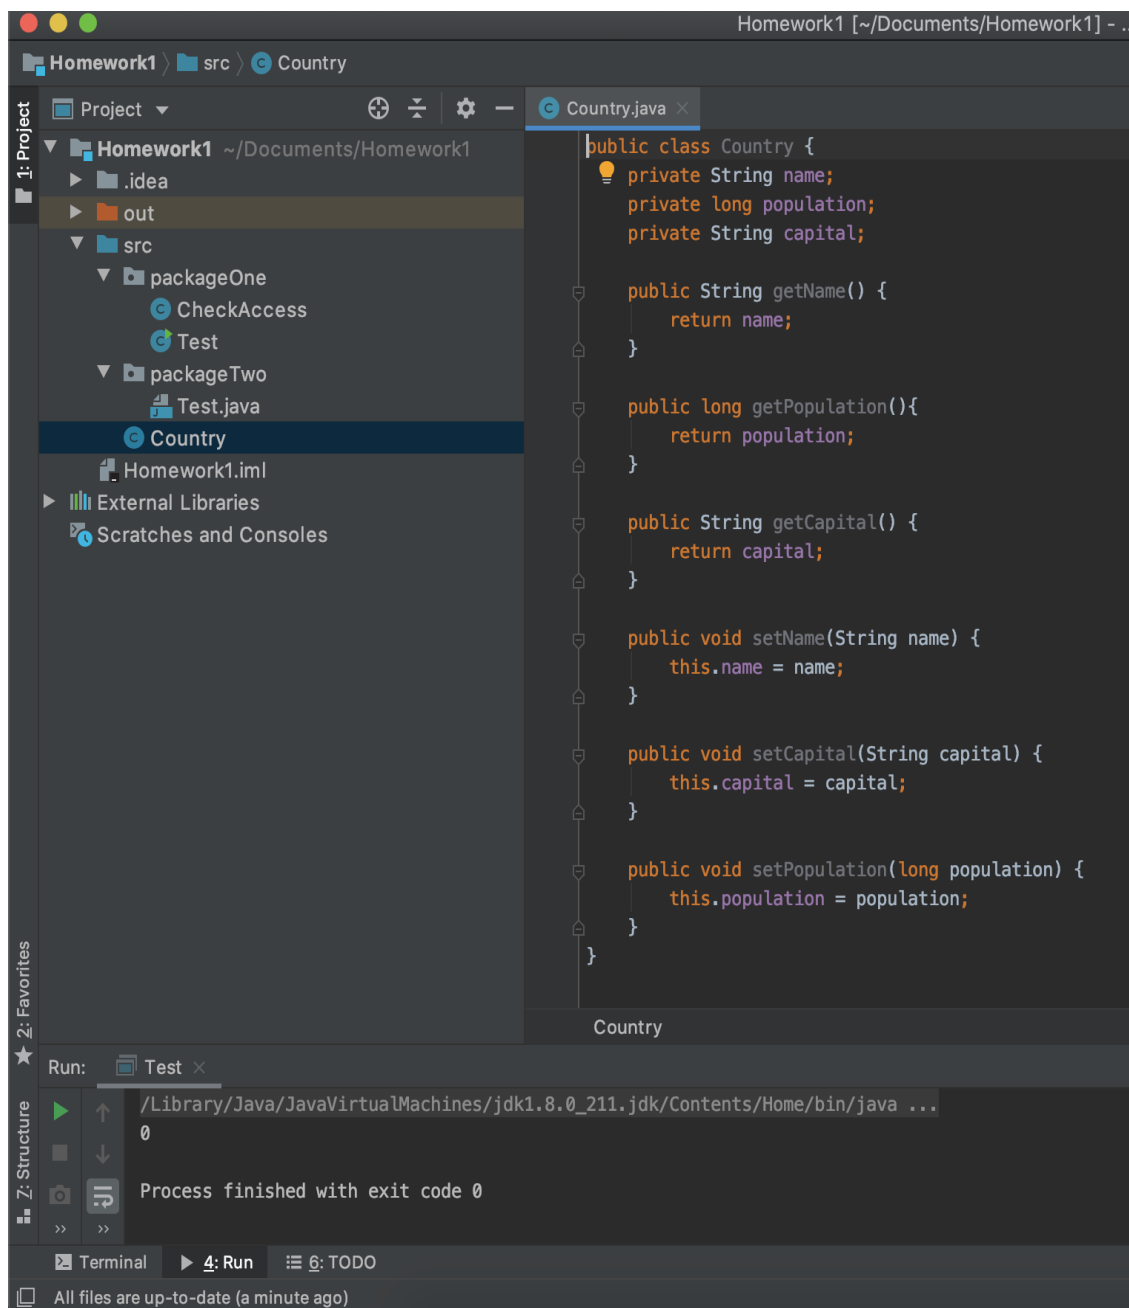 Homework1 [~/Documents/Homework1] - ..
Homework1 src Country
1: Project
Project
Country.java
Homework1 ~/Documents/Homework1
.idea
out
src
packageOne
CheckAccess
Test
packageTwo
Test.java
Country
Homework1.iml
External Libraries
Scratches and Consoles
public class Country {
private String name;
private long population;
private String capital;
public String getName() {
return name;
}
public long getPopulation(){
return population;
}
public String getCapital() {
return capital;
}
public void setName(String name) {
this.name = name;
}
public void setCapital(String capital) {
this.capital = capital;
}
public void setPopulation(long population) {
this.population = population;
}
}
Country
2: Favorites
Z: Structure
Run: Test
/Library/Java/JavaVirtualMachines/jdk1.8.0_211.jdk/Contents/Home/bin/java ...
0
Process finished with exit code 0
Terminal 4: Run 6: TODO
All files are up-to-date (a minute ago)